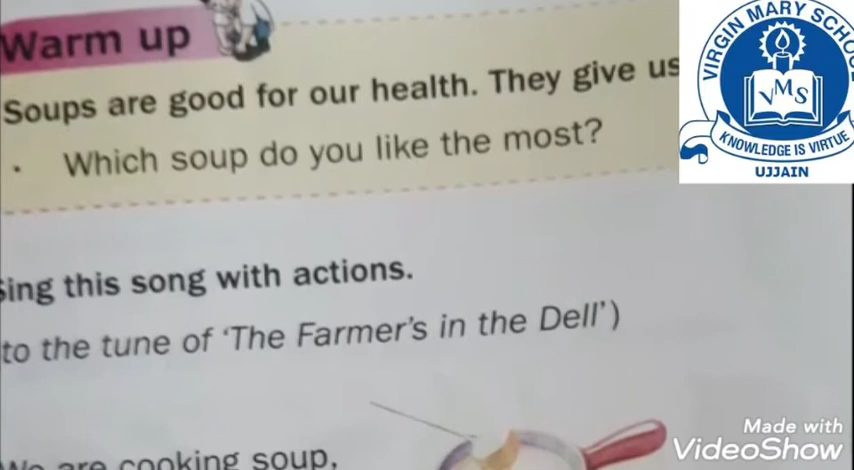 Warm up
Soups are good for our health. They give us
· Which soup do you like the most?
Sing this song with actions.
to the tune of 'The Farmer's in the Dell')
We are cooking soup,
VIRGIN MARY SCHOOL
VMS
KNOWLEDGE IS VIRTUE
UJJAIN
Made with
VideoShow